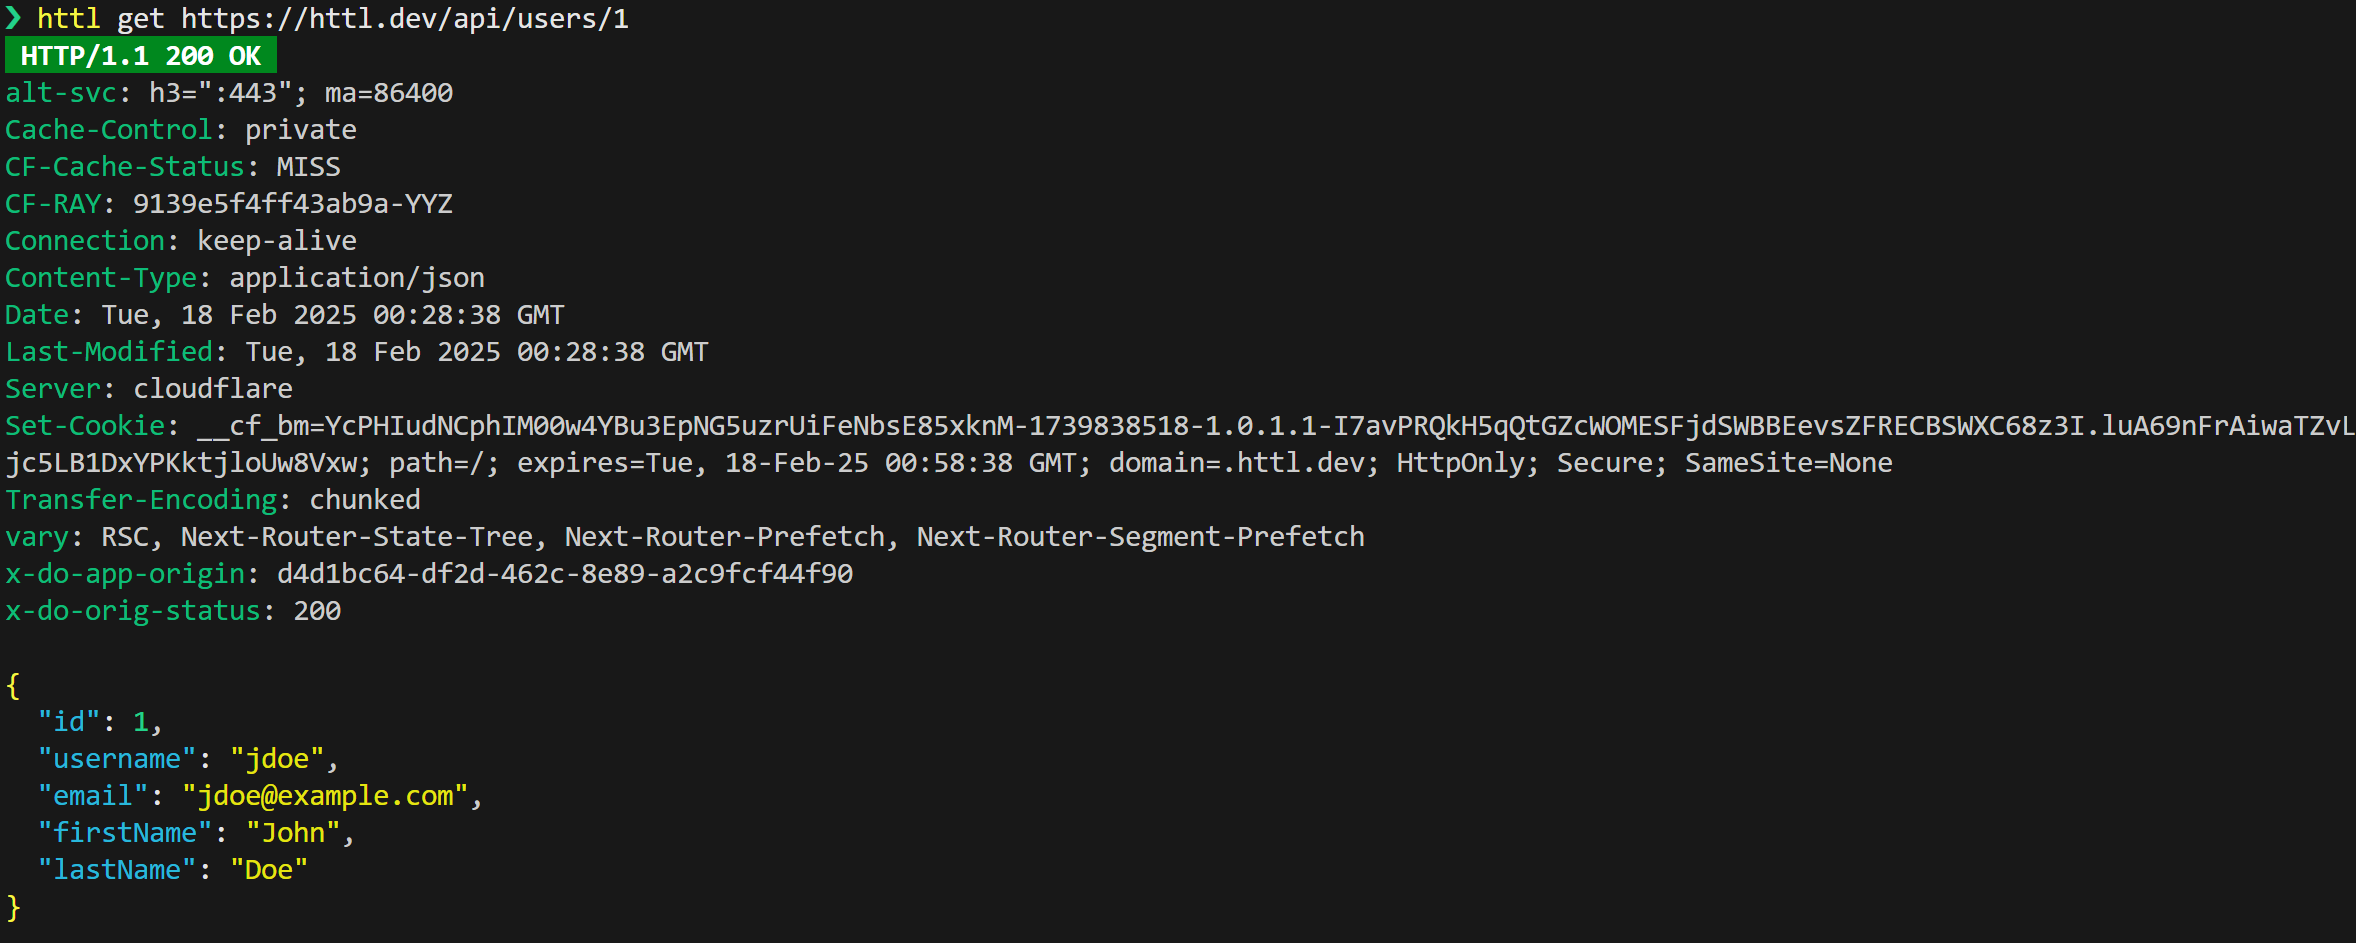 ❯ httl get https://httl.dev/api/users/1
HTTP/1.1 200 OK
alt-svc: h3=":443"; ma=86400
Cache-Control: private
CF-Cache-Status: MISS
CF-RAY: 9139e5f4ff43ab9a-YYZ
Connection: keep-alive
Content-Type: application/json
Date: Tue, 18 Feb 2025 00:28:38 GMT
Last-Modified: Tue, 18 Feb 2025 00:28:38 GMT
Server: cloudflare
Set-Cookie: __cf_bm=YcPHIudNCphIM00w4YBu3EpNG5uzrUiFeNbsE85xknM-1739838518-1.0.1.1-I7avPRQkH5qQtGZcWOMESFjdSWBBEevsZFRECBSWXC68z3I.luA69nFrAiwaTZvL
jc5LB1DxYPKktjloUw8Vxw; path=/; expires=Tue, 18-Feb-25 00:58:38 GMT; domain=.httl.dev; HttpOnly; Secure; SameSite=None
Transfer-Encoding: chunked
vary: RSC, Next-Router-State-Tree, Next-Router-Prefetch, Next-Router-Segment-Prefetch
x-do-app-origin: d4d1bc64-df2d-462c-8e89-a2c9fcf44f90
x-do-orig-status: 200
{
  "id": 1,
  "username": "jdoe",
  "email": "jdoe@example.com",
  "firstName": "John",
  "lastName": "Doe"
}